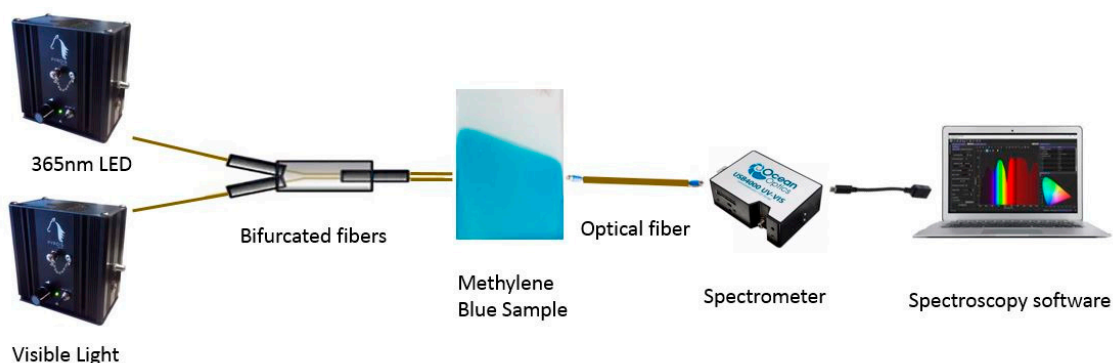 365nm LED
Visible Light
Bifurcated fibers
Methylene
Blue Sample
Optical fiber
Ocean
Optics
USB4000 UV-VIS
Spectrometer
Spectroscopy software